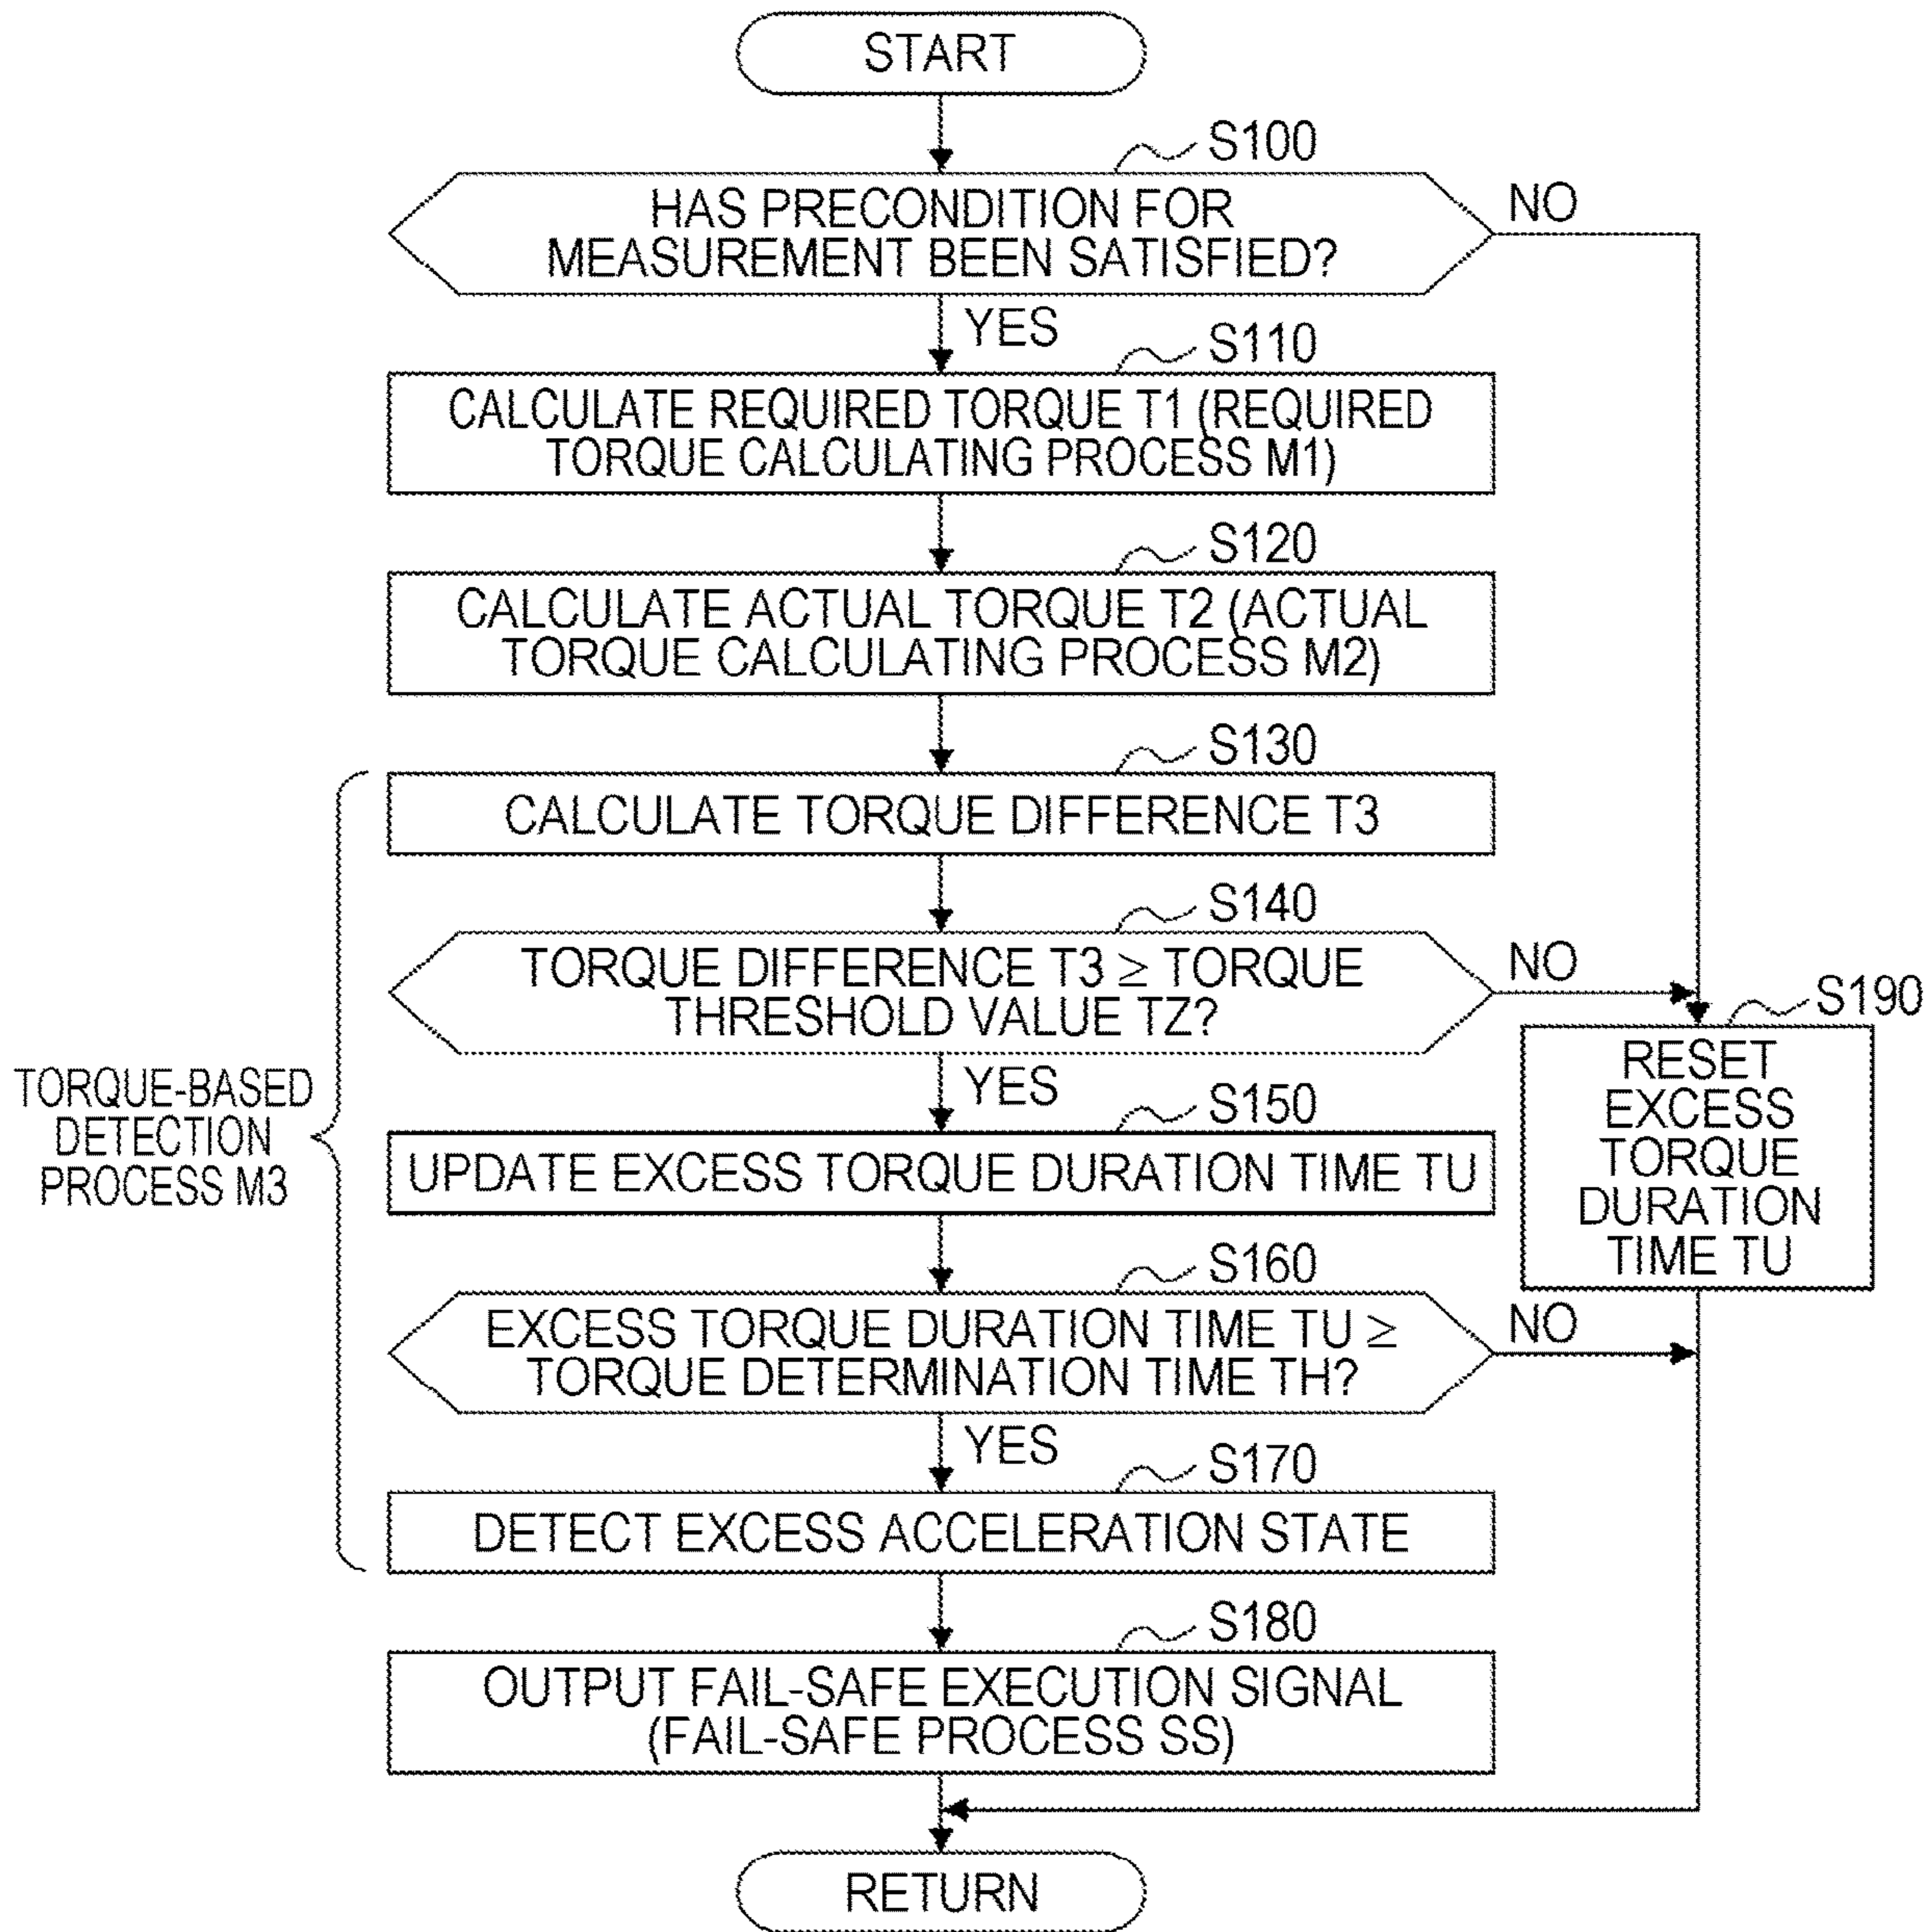 START
S100
HAS PRECONDITION FOR
MEASUREMENT BEEN SATISFIED?
NO
YES
S110
CALCULATE REQUIRED TORQUE T1 (REQUIRED
TORQUE CALCULATING PROCESS M1)
S120
CALCULATE ACTUAL TORQUE T2 (ACTUAL
TORQUE CALCULATING PROCESS M2)
S130
CALCULATE TORQUE DIFFERENCE T3
S140
TORQUE DIFFERENCE T3 ≥ TORQUE
THRESHOLD VALUE TZ?
NO
YES
S190
RESET
EXCESS
TORQUE
DURATION
TIME TU
TORQUE-BASED
DETECTION
PROCESS M3
S150
UPDATE EXCESS TORQUE DURATION TIME TU
S160
EXCESS TORQUE DURATION TIME TU ≥
TORQUE DETERMINATION TIME TH?
NO
YES
S170
DETECT EXCESS ACCELERATION STATE
S180
OUTPUT FAIL-SAFE EXECUTION SIGNAL
(FAIL-SAFE PROCESS SS)
RETURN